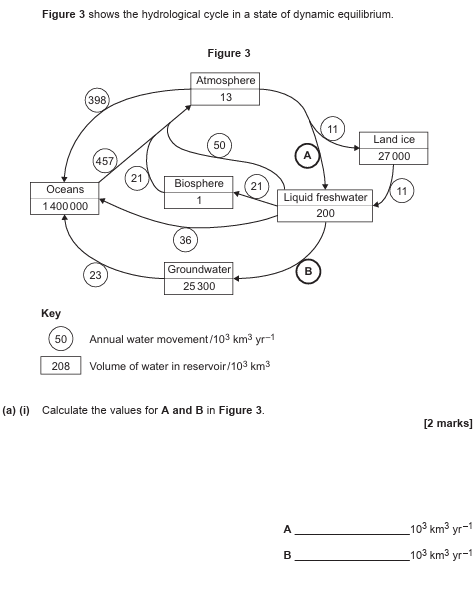 Figure 3 shows the hydrological cycle in a state of dynamic equilibrium.
Figure 3
Atmosphere
13
398
11
Land ice
27 000
A
50
457
21
Biosphere
1
21
11
Oceans
1 400 000
Liquid freshwater
200
36
Groundwater
25 300
23
B
Key
50 Annual water movement/10³ km³ yr⁻¹
208 Volume of water in reservoir/10³ km³
(a) (i) Calculate the values for A and B in Figure 3.
[2 marks]
A ____________________ 10³ km³ yr⁻¹
B ____________________ 10³ km³ yr⁻¹